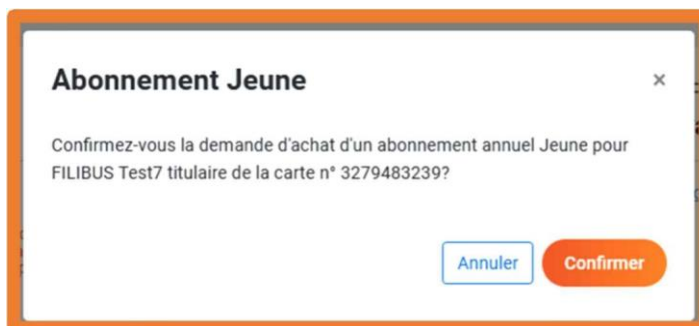 Abonnement Jeune
×
Confirmez-vous la demande d'achat d'un abonnement annuel Jeune pour
FILIBUS Test7 titulaire de la carte n° 3279483239?
Annuler
Confirmer